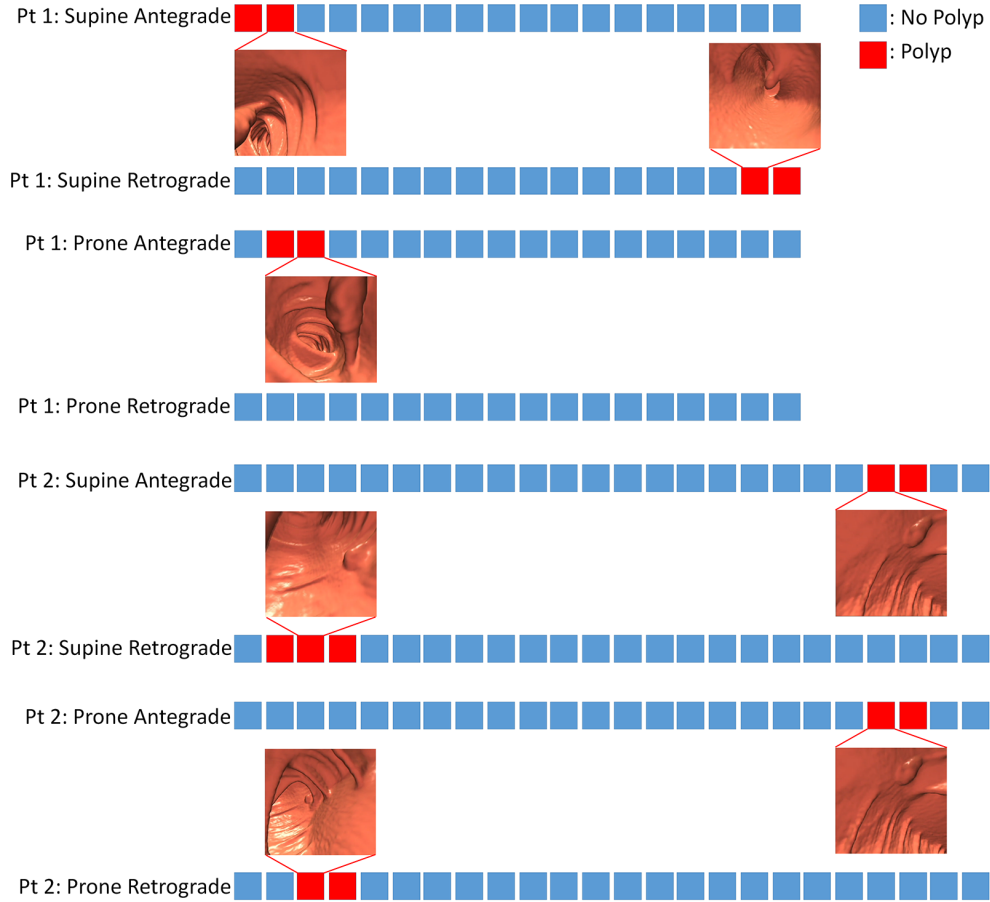 Pt 1: Supine Antegrade
: No Polyp
: Polyp
Pt 1: Supine Retrograde
Pt 1: Prone Antegrade
Pt 1: Prone Retrograde
Pt 2: Supine Antegrade
Pt 2: Supine Retrograde
Pt 2: Prone Antegrade
Pt 2: Prone Retrograde